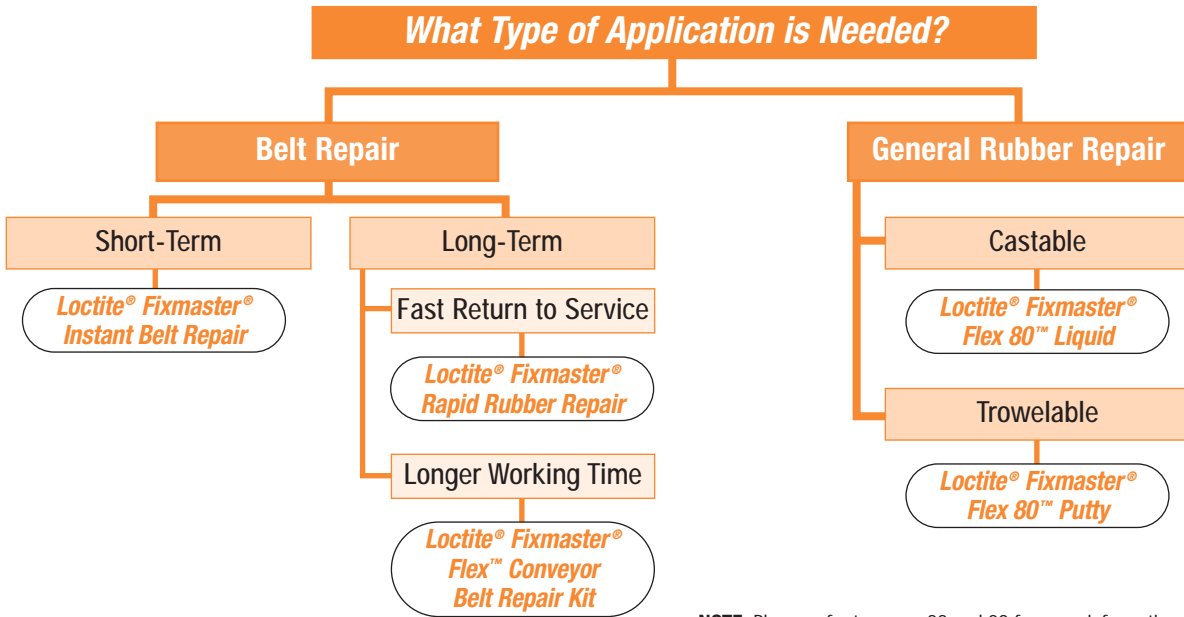 What Type of Application is Needed?
Belt Repair
General Rubber Repair
Short-Term
Long-Term
Castable
Loctite® Fixmaster®
Instant Belt Repair
Fast Return to Service
Loctite® Fixmaster®
Flex 80™ Liquid
Loctite® Fixmaster®
Rapid Rubber Repair
Trowelable
Longer Working Time
Loctite® Fixmaster®
Flex 80™ Putty
Loctite® Fixmaster®
Flex™ Conveyor
Belt Repair Kit